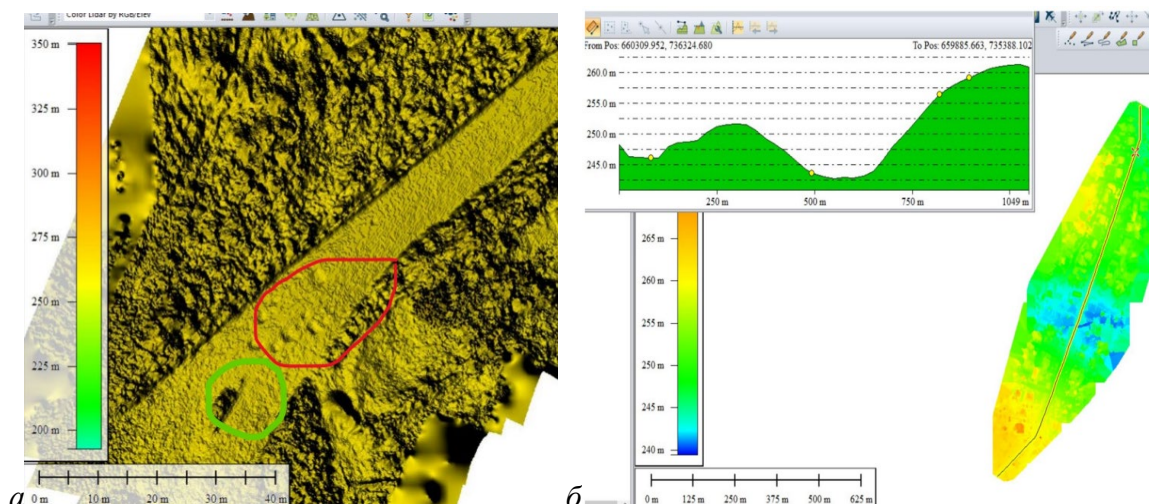 Color Lidar by RGB/Elev
350 m
325 m
300 m
275 m
250 m
225 m
200 m
0 m 10 m 20 m 30 m 40 m
а
From Pos: 660309.952, 736324.680 To Pos: 659885.663, 735388.102
260.0 m
255.0 m
250.0 m
245.0 m
250 m 500 m 750 m 1049 m
265 m
260 m
255 m
250 m
245 m
240 m
0 m 125 m 250 m 375 m 500 m 625 m
б